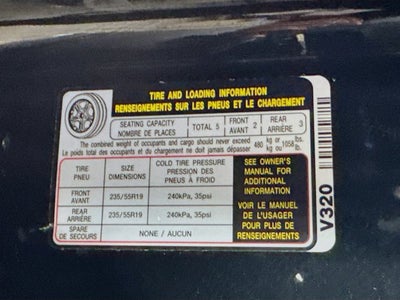 TIRE AND LOADING INFORMATION
RENSEIGNEMENTS SUR LES PNEUS ET LE CHARGEMENT
SEATING CAPACITY
NOMBRE DE PLACES
TOTAL 5
FRONT
AVANT 2
REAR
ARRIÈRE 3
The combined weight of occupants and cargo should never exceed
Le poids total des occupants et du chargement ne doit jamais dépasser
480 kg or kg ou 1058 lbs. lb.
TIRE
PNEU
SIZE
DIMENSIONS
COLD TIRE PRESSURE
PRESSION DES
PNEUS À FROID
FRONT
AVANT
235/55R19
240kPa, 35psi
REAR
ARRIÈRE
235/55R19
240kPa, 35psi
SPARE
DE SECOURS
NONE / AUCUN
SEE OWNER'S
MANUAL FOR
ADDITIONAL
INFORMATION
VOIR LE MANUEL
DE L'USAGER
POUR PLUS DE
RENSEIGNEMENTS
V320